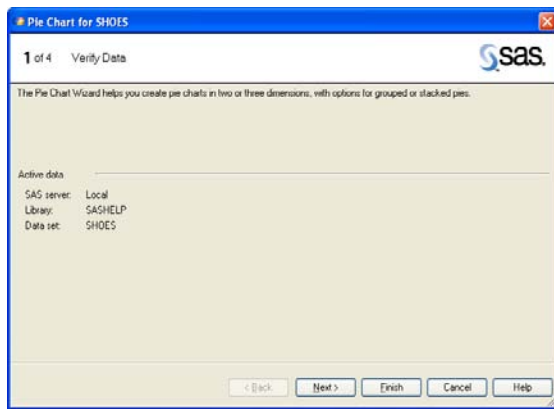 Pie Chart for SHOES
1 of 4 Verify Data
sas.
The Pie Chart Wizard helps you create pie charts in two or three dimensions, with options for grouped or stacked pies.
Active data
SAS server: Local
Library: SASHELP
Data set: SHOES
< Back Next > Finish Cancel Help